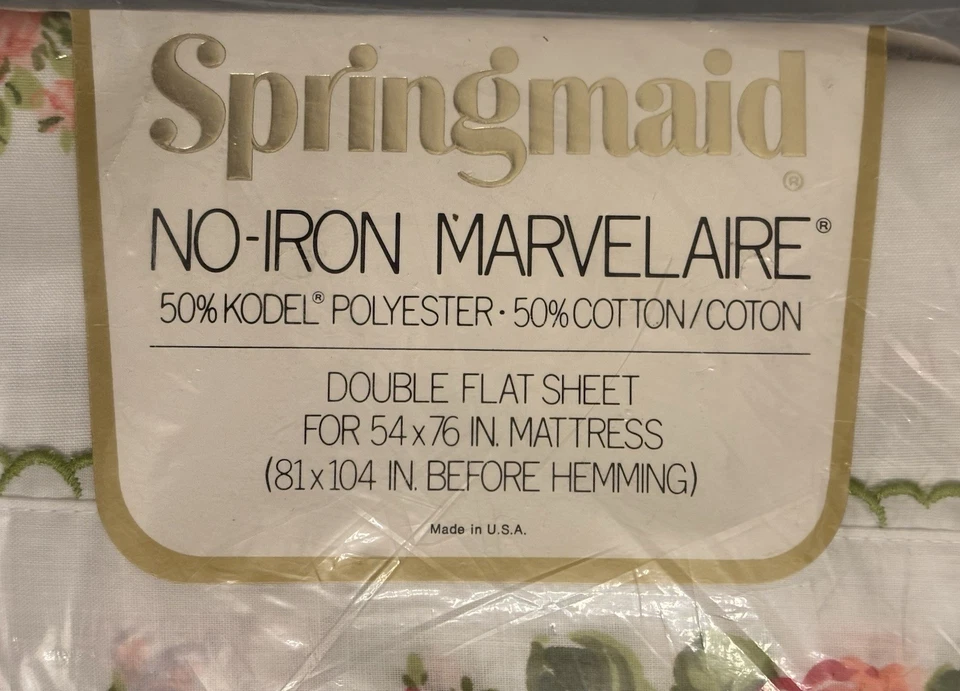 Springmaid®
NO-IRON MARVELAIRE®
50% KODEL® POLYESTER · 50% COTTON/COTON
DOUBLE FLAT SHEET
FOR 54 x 76 IN. MATTRESS
(81 x 104 IN. BEFORE HEMMING)
Made in U.S.A.